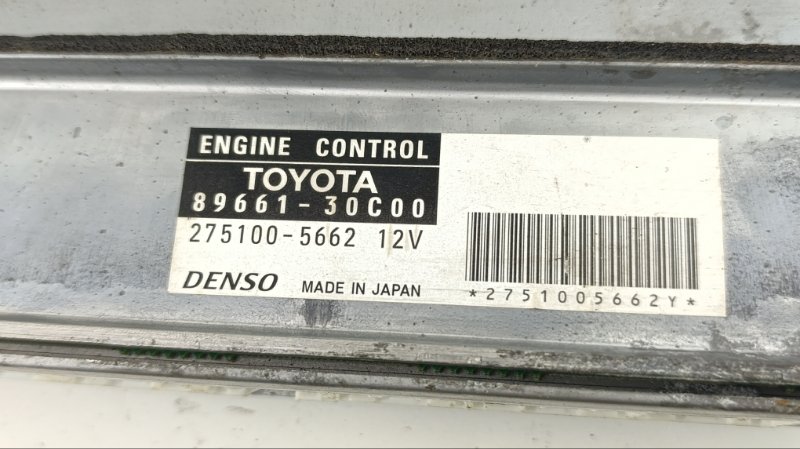 ENGINE CONTROL
TOYOTA
89661-30C00
275100-5662 12V
DENSO MADE IN JAPAN
*2751005662Y*